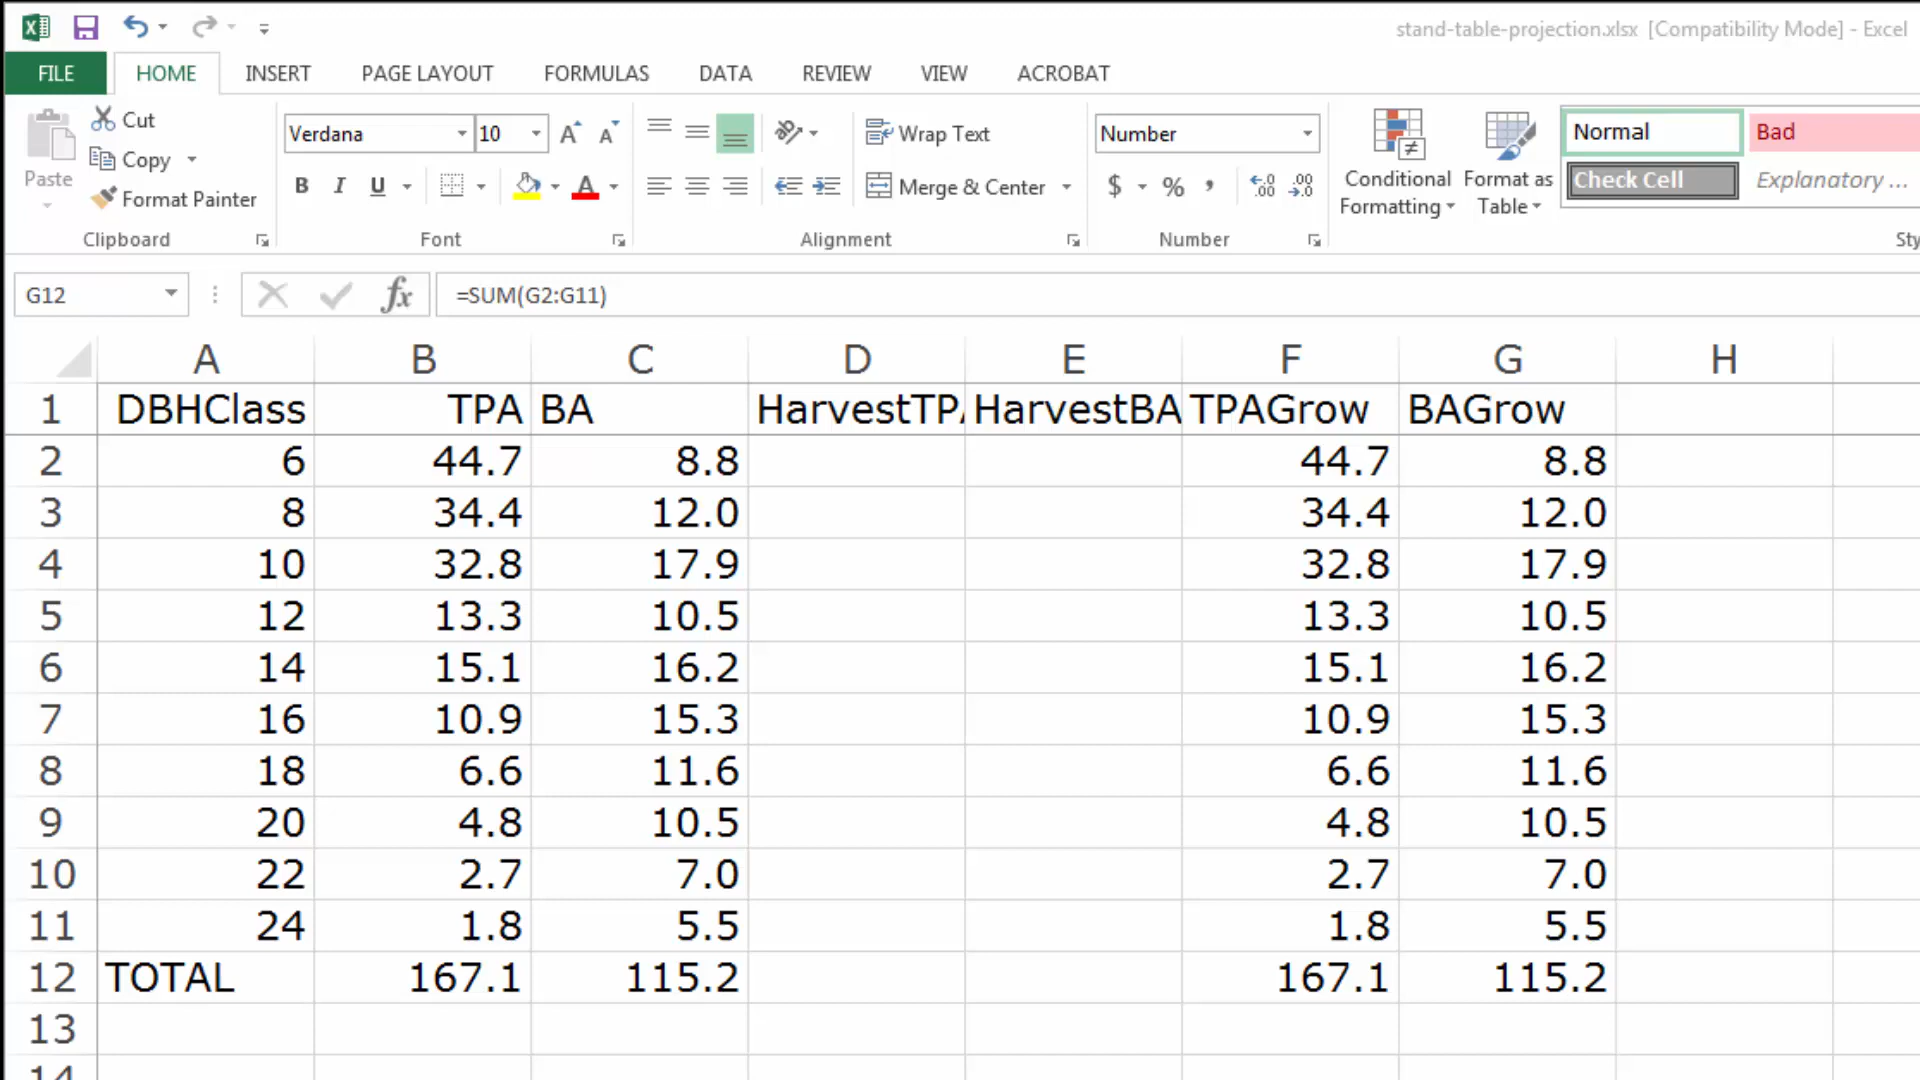 stand-table-projection.xlsx [Compatibility Mode] - Excel
FILE HOME INSERT PAGE LAYOUT FORMULAS DATA REVIEW VIEW ACROBAT
Paste
Cut
Copy
Format Painter
Clipboard
Verdana 10
B I U
Font
Wrap Text
Merge & Center
Alignment
Number
$ % ,
Number
Conditional Formatting
Format as Table
Normal Bad
Check Cell Explanatory ...
Sty
G12 fx =SUM(G2:G11)
A B C D E F G H
1 DBHClass TPA BA HarvestTPA HarvestBA TPAGrow BAGrow
2 6 44.7 8.8 44.7 8.8
3 8 34.4 12.0 34.4 12.0
4 10 32.8 17.9 32.8 17.9
5 12 13.3 10.5 13.3 10.5
6 14 15.1 16.2 15.1 16.2
7 16 10.9 15.3 10.9 15.3
8 18 6.6 11.6 6.6 11.6
9 20 4.8 10.5 4.8 10.5
10 22 2.7 7.0 2.7 7.0
11 24 1.8 5.5 1.8 5.5
12 TOTAL 167.1 115.2 167.1 115.2
13
14